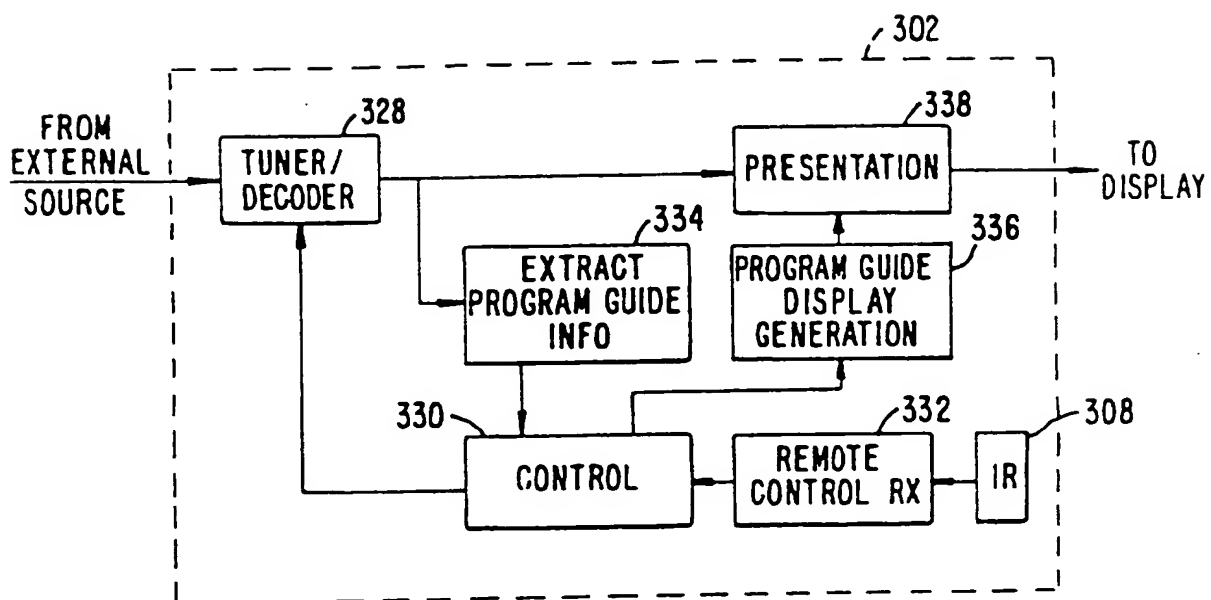 302
FROM
EXTERNAL
SOURCE
328
TUNER/
DECODER
338
PRESENTATION
TO
DISPLAY
334
EXTRACT
PROGRAM GUIDE
INFO
336
PROGRAM GUIDE
DISPLAY
GENERATION
330
CONTROL
332
REMOTE
CONTROL RX
308
IR